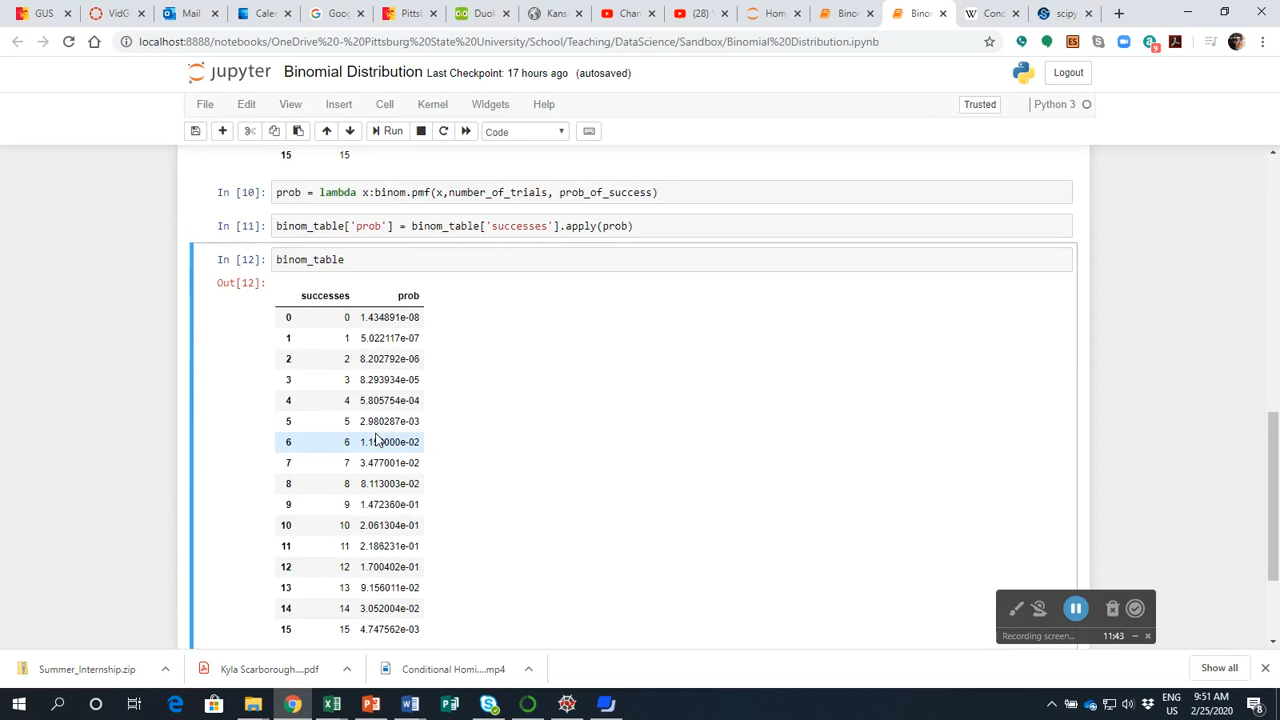 GUS
VidG
Mail
Caler
Goog
Pittsk
Duol
Kans
Chan
(28)
Hom
Bino
Bino
Conc
scipy
localhost:8888/notebooks/OneDrive%20-%20Pittsburg%20State%20University/School/Teaching/DataScience/Sandbox/Binomial%20Distribution.ipynb
jupyter Binomial Distribution Last Checkpoint: 17 hours ago (autosaved)
Logout
File Edit View Insert Cell Kernel Widgets Help
Trusted
Python 3
Run
Code
15 15
In [10]: prob = lambda x:binom.pmf(x,number_of_trials, prob_of_success)
In [11]: binom_table['prob'] = binom_table['successes'].apply(prob)
In [12]: binom_table
Out[12]:
successes prob
0 0 1.434891e-08
1 1 5.022117e-07
2 2 8.202792e-06
3 3 8.293934e-05
4 4 5.805754e-04
5 5 2.980287e-03
6 6
7 7 3.477001e-02
8 8 8.113003e-02
9 9 1.472360e-01
10 10 2.061304e-01
11 11 2.186231e-01
12 12 1.700402e-01
13 13 9.156011e-02
14 14 3.052004e-02
15 15 4.747562e-03
Recording screen... 11:43
Summer_Internship.zip
Kyla Scarborough....pdf
Conditional Homi....mp4
Show all
ENG
US
9:51 AM
2/25/2020